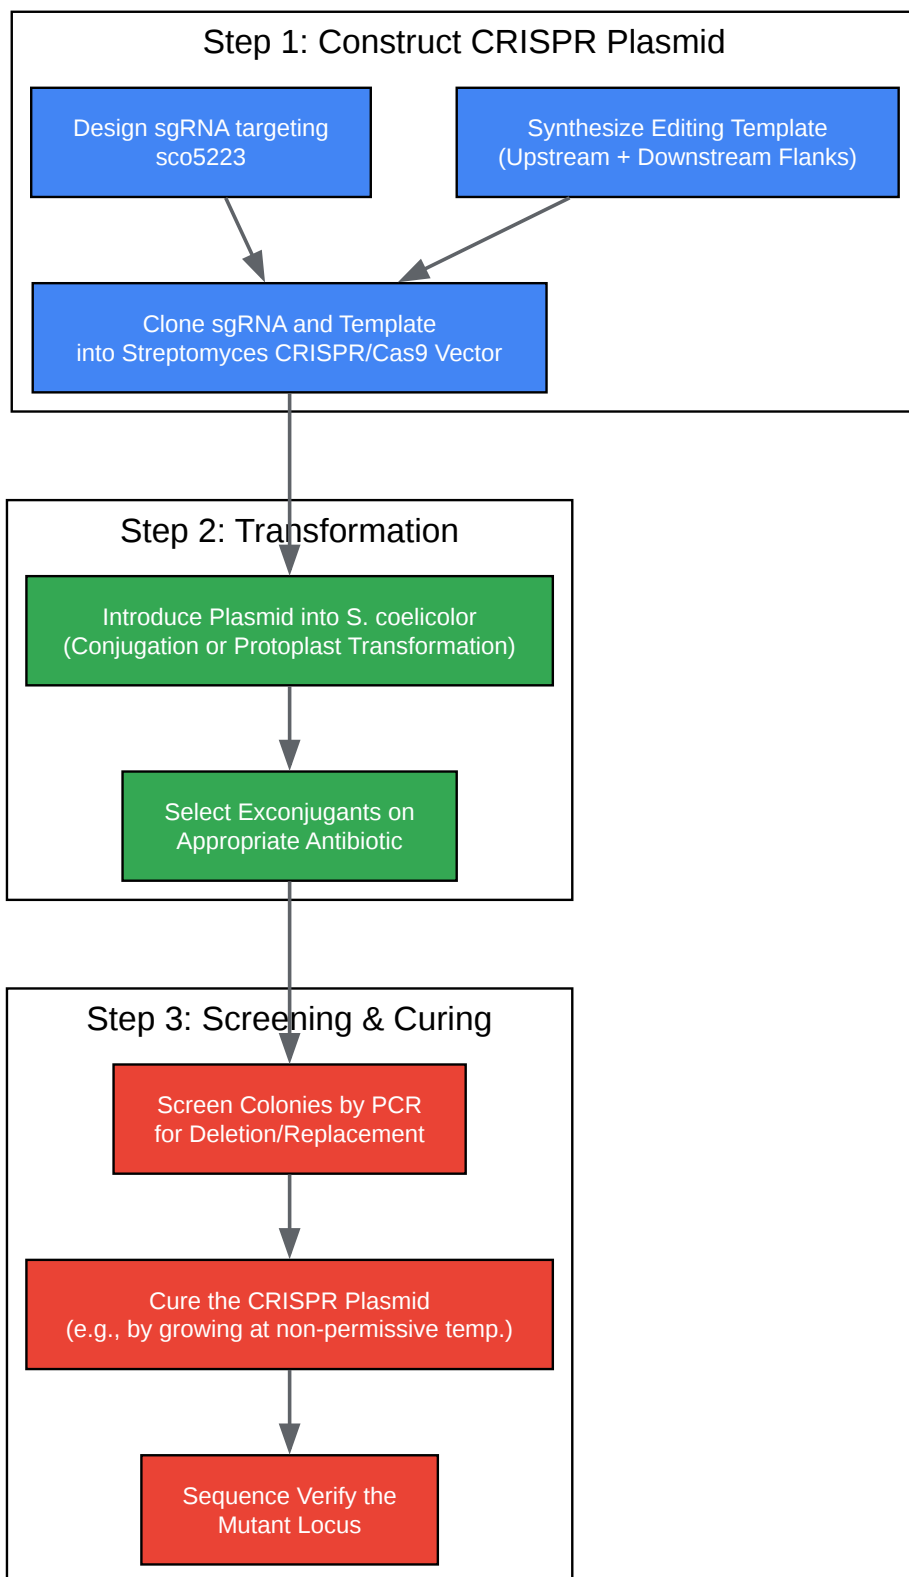 Step 1: Construct CRISPR Plasmid
Design sgRNA targeting
sco5223
Synthesize Editing Template
(Upstream + Downstream Flanks)
Clone sgRNA and Template
into Streptomyces CRISPR/Cas9 Vector
Step 2: Transformation
Introduce Plasmid into S. coelicolor
(Conjugation or Protoplast Transformation)
Select Exconjugants on
Appropriate Antibiotic
Step 3: Screening & Curing
Screen Colonies by PCR
for Deletion/Replacement
Cure the CRISPR Plasmid
(e.g., by growing at non-permissive temp.)
Sequence Verify the
Mutant Locus